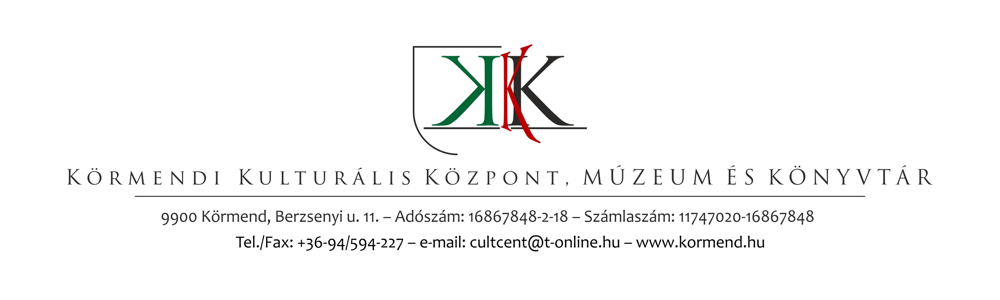 KKK
KÖRMENDI KULTURÁLIS KÖZPONT, MÚZEUM ÉS KÖNYVTÁR
9900 Körmend, Berzsenyi u. 11. – Adószám: 16867848-2-18 – Számlaszám: 11747020-16867848
Tel./Fax: +36-94/594-227 – e-mail: cultcent@t-online.hu – www.kormend.hu